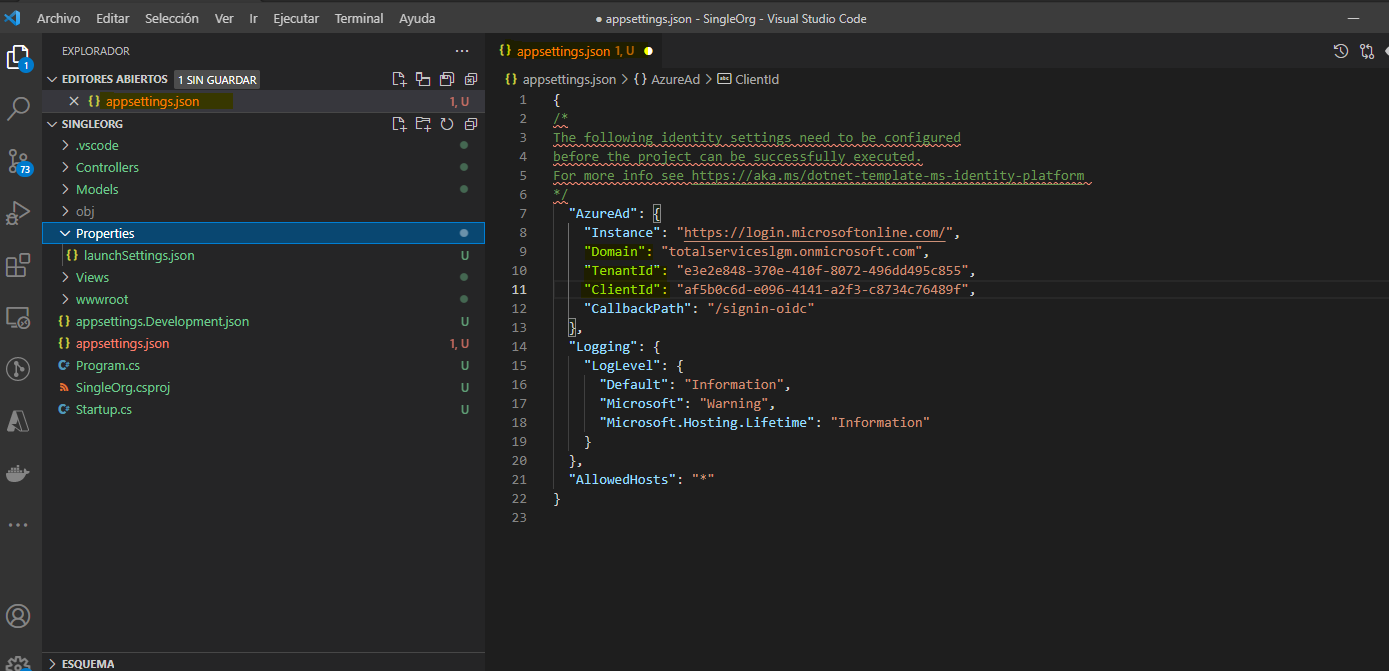 Archivo Editar Selección Ver Ir Ejecutar Terminal Ayuda
● appsettings.json - SingleOrg - Visual Studio Code
1
73
EXPLORADOR
EDITORES ABIERTOS 1 SIN GUARDAR
{} appsettings.json 1, U
SINGLEORG
.vscode
Controllers
Models
obj
Properties
{} launchSettings.json U
Views
wwwroot
{} appsettings.Development.json U
{} appsettings.json 1, U
Program.cs U
SingleOrg.csproj U
Startup.cs U
ESQUEMA
{} appsettings.json 1, U
{} appsettings.json > {} AzureAd > abc ClientId
1 {
2 /*
3 The following identity settings need to be configured
4 before the project can be successfully executed.
5 For more info see https://aka.ms/dotnet-template-ms-identity-platform
6 */
7 "AzureAd": {
8 "Instance": "https://login.microsoftonline.com/",
9 "Domain": "totalserviceslgm.onmicrosoft.com",
10 "TenantId": "e3e2e848-370e-410f-8072-496dd495c855",
11 "ClientId": "af5b0c6d-e096-4141-a2f3-c8734c76489f",
12 "CallbackPath": "/signin-oidc"
13 },
14 "Logging": {
15 "LogLevel": {
16 "Default": "Information",
17 "Microsoft": "Warning",
18 "Microsoft.Hosting.Lifetime": "Information"
19 }
20 },
21 "AllowedHosts": "*"
22 }
23